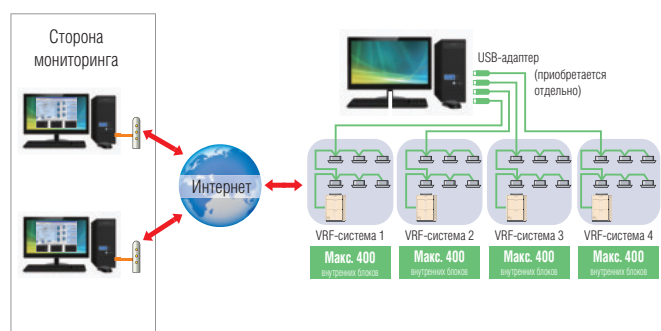 Сторона
мониторинга
USB-адаптер
(приобретается
отдельно)
Интернет
VRF-система 1
VRF-система 2
VRF-система 3
VRF-система 4
Макс. 400
внутренних блоков
Макс. 400
внутренних блоков
Макс. 400
внутренних блоков
Макс. 400
внутренних блоков